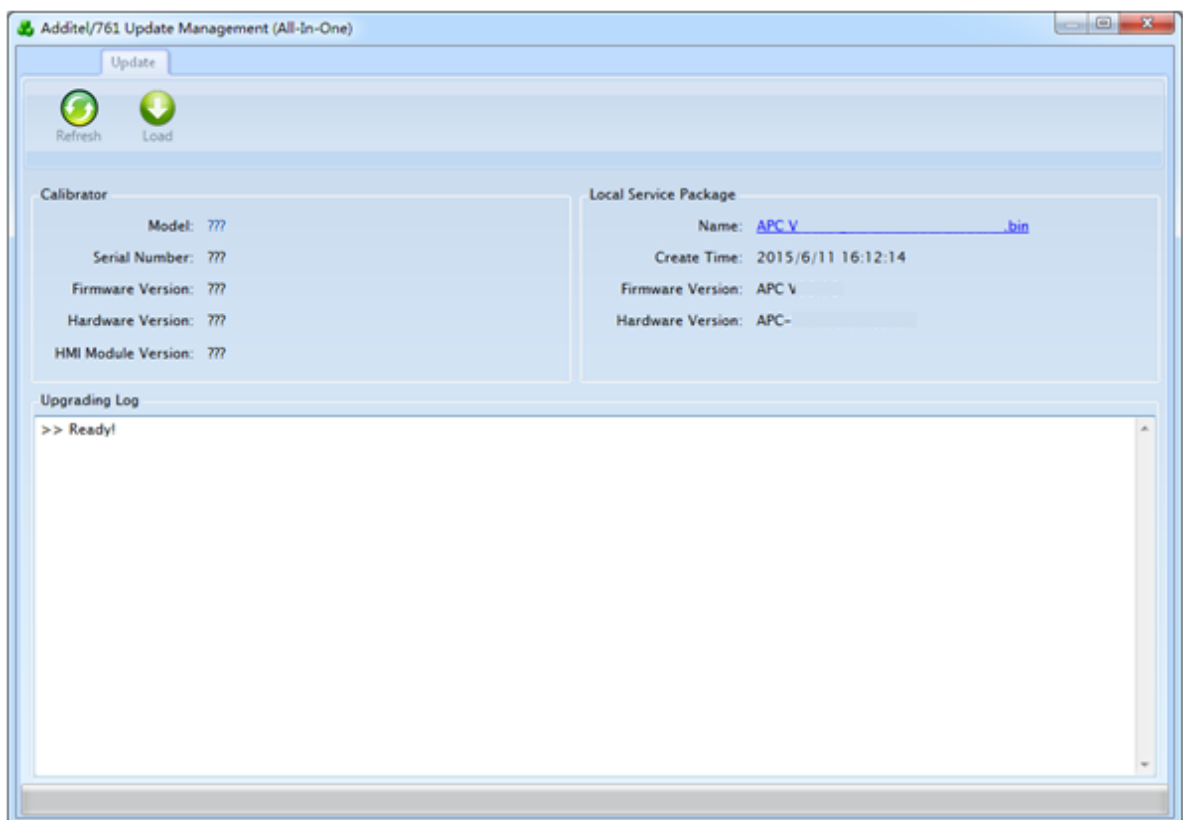 Additel/761 Update Management (All-In-One)
Update
Refresh
Load
Calibrator
Model: ???
Serial Number: ???
Firmware Version: ???
Hardware Version: ???
HMI Module Version: ???
Local Service Package
Name: APC V .bin
Create Time: 2015/6/11 16:12:14
Firmware Version: APC V
Hardware Version: APC-
Upgrading Log
>> Ready!